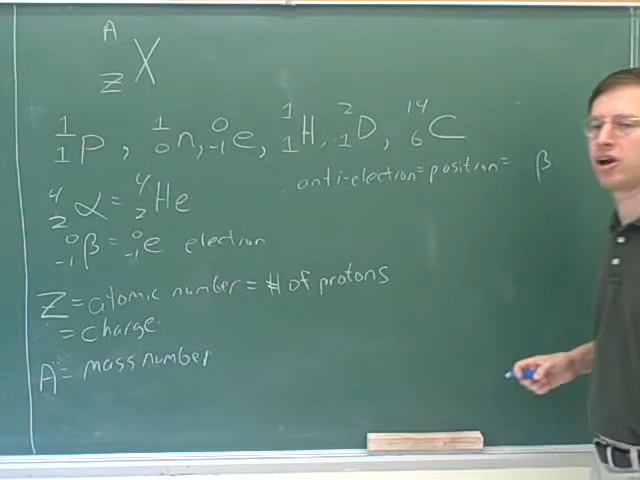 A
Z X
1 1 p, 1 0 n, 0 -1 e, 1 1 H, 2 1 D, 14 6 C
anti-electron = position = β
4 2 α = 4 2 He
0 -1 β = 0 -1 e electron
Z = atomic number = # of protons
= charge
A = mass number